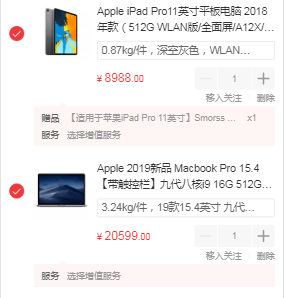 Apple iPad Pro11英寸平板电脑 2018
年款（512G WLAN版/全面屏/A12X/...
0.87kg/件，深空灰色，WLAN...
¥ 8988.00
1
移入关注 删除
赠品 【适用于苹果iPad Pro 11英寸】Smorss ... x1
服务 选择增值服务
Apple 2019新品 Macbook Pro 15.4
【带触控栏】九代八核i9 16G 512G...
3.24kg/件，19款15.4英寸 九代...
¥ 20599.00
1
移入关注 删除
服务 选择增值服务